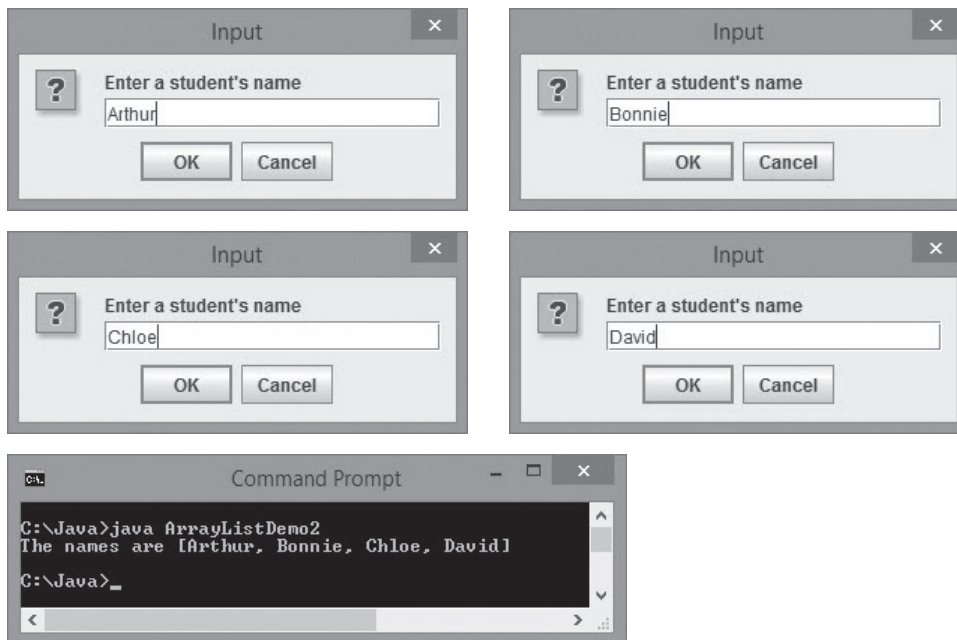 Input
Enter a student's name
Arthur
OK Cancel
Input
Enter a student's name
Bonnie
OK Cancel
Input
Enter a student's name
Chloe
OK Cancel
Input
Enter a student's name
David
OK Cancel
Command Prompt
C:\Java>java ArrayListDemo2
The names are [Arthur, Bonnie, Chloe, David]
C:\Java>_